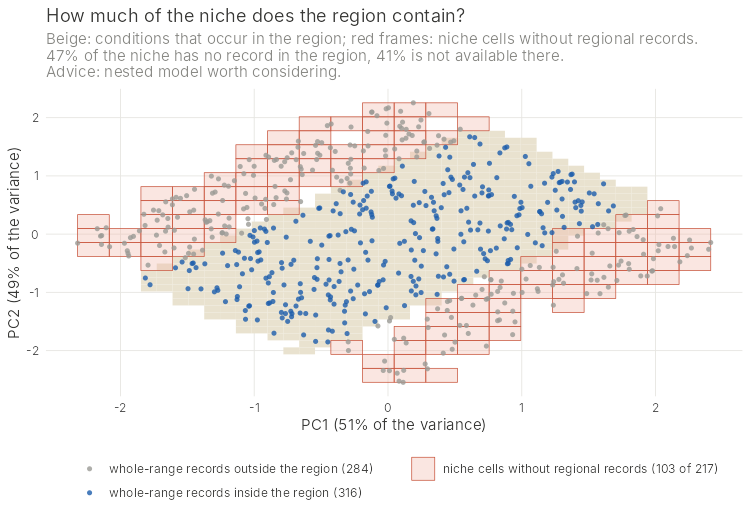 How much of the niche does the region contain?
Beige: conditions that occur in the region; red frames: niche cells without regional records.
47% of the niche has no record in the region, 41% is not available there.
Advice: nested model worth considering.
PC2 (49% of the variance)
2
1
0
-1
-2
-2
-1
0
1
2
PC1 (51% of the variance)
whole-range records outside the region (284)
niche cells without regional records (103 of 217)
whole-range records inside the region (316)